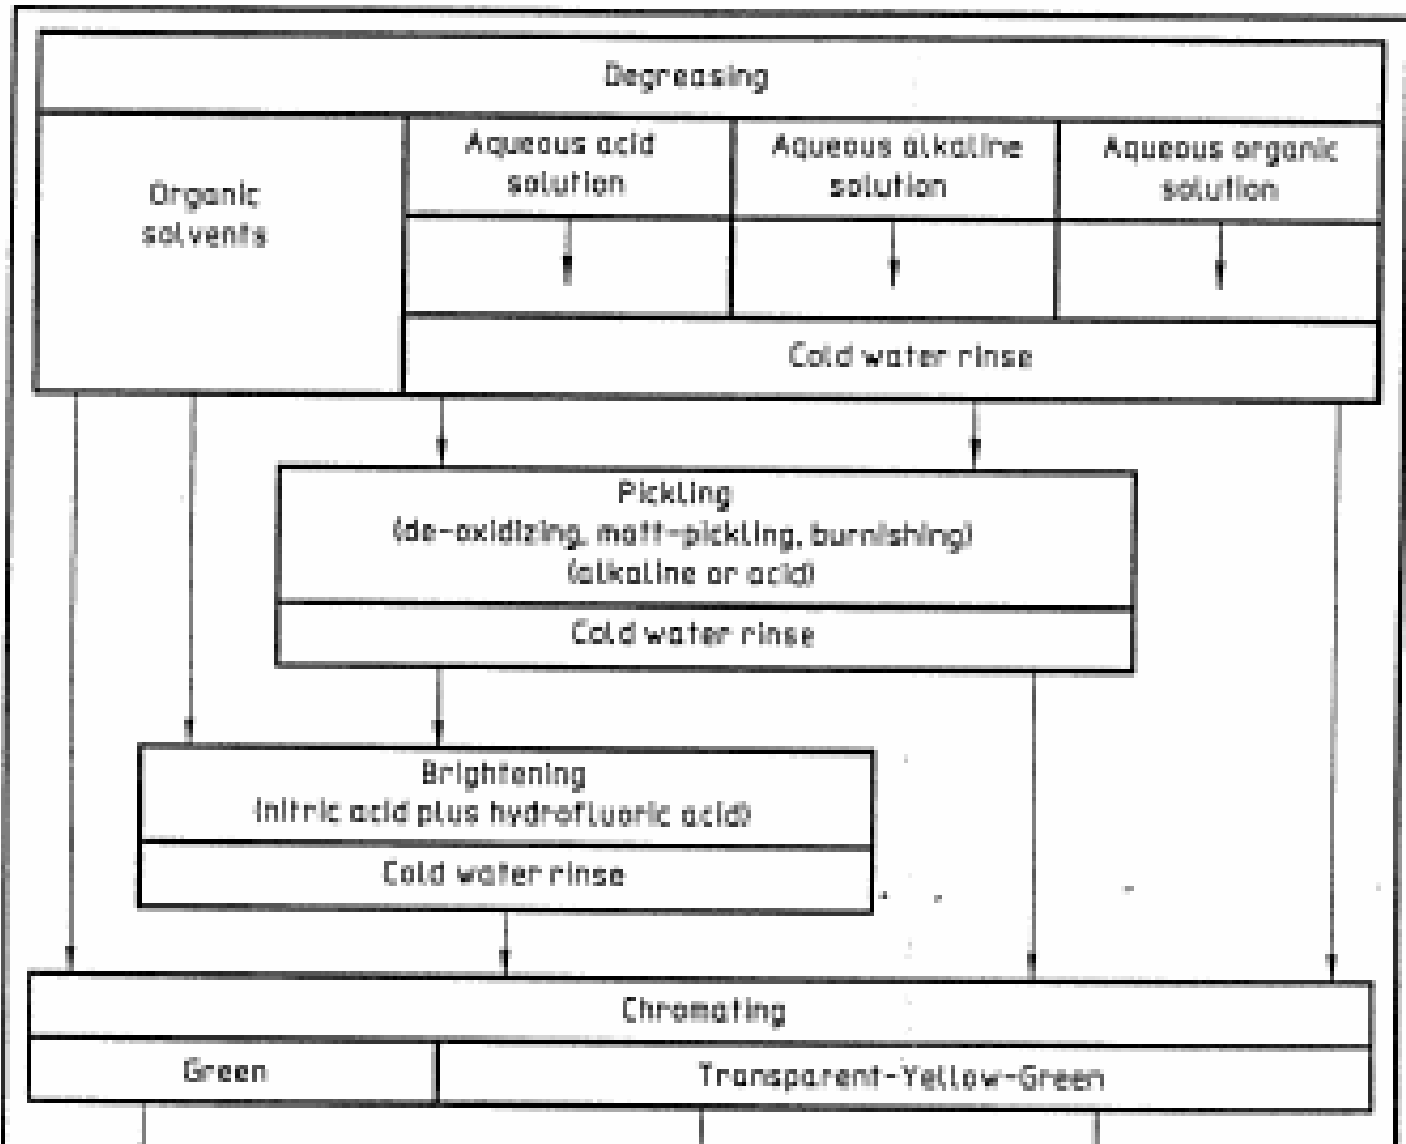 Degreasing
Organic
solvents
Aqueous acid
solution
Aqueous alkaline
solution
Aqueous organic
solution
Cold water rinse
Pickling
(de-oxidizing, matt-pickling, burnishing)
(alkaline or acid)
Cold water rinse
Brightening
(nitric acid plus hydrofluoric acid)
Cold water rinse
Chromating
Green
Transparent-Yellow-Green